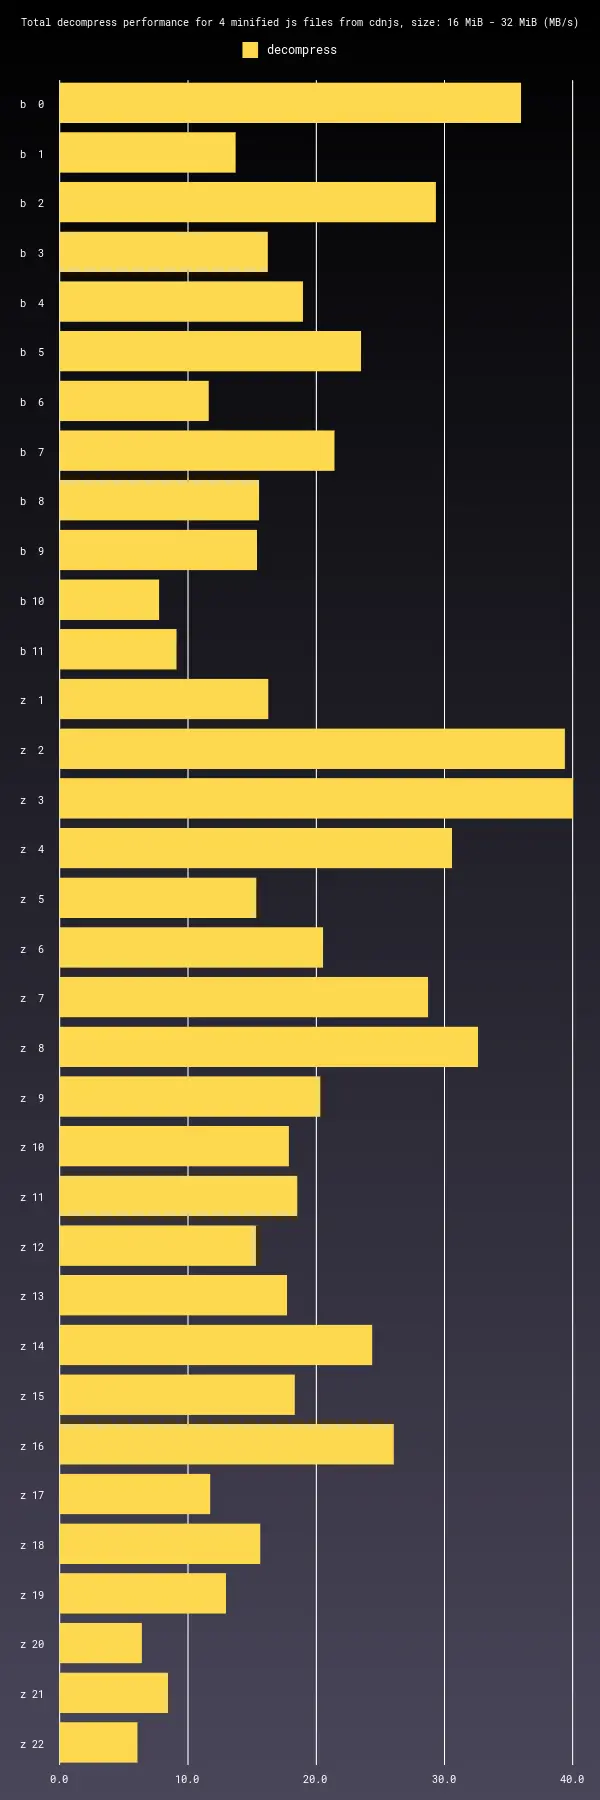 Total decompress performance for 4 minified js files from cdnjs, size: 16 MiB - 32 MiB (MB/s)
decompress
b  0
b  1
b  2
b  3
b  4
b  5
b  6
b  7
b  8
b  9
b 10
b 11
z  1
z  2
z  3
z  4
z  5
z  6
z  7
z  8
z  9
z 10
z 11
z 12
z 13
z 14
z 15
z 16
z 17
z 18
z 19
z 20
z 21
z 22
0.0 10.0 20.0 30.0 40.0